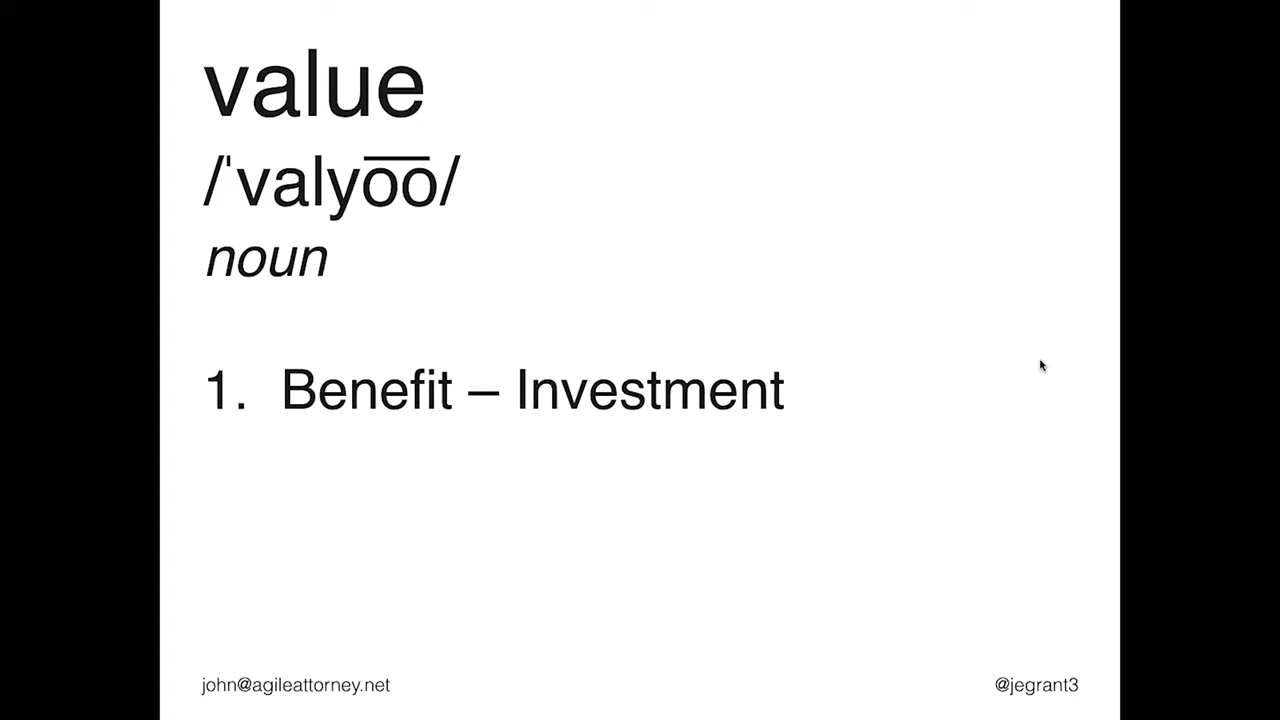 value
/ˈvalyo͞o/
noun
1. Benefit – Investment
john@agileattorney.net
@jegrant3